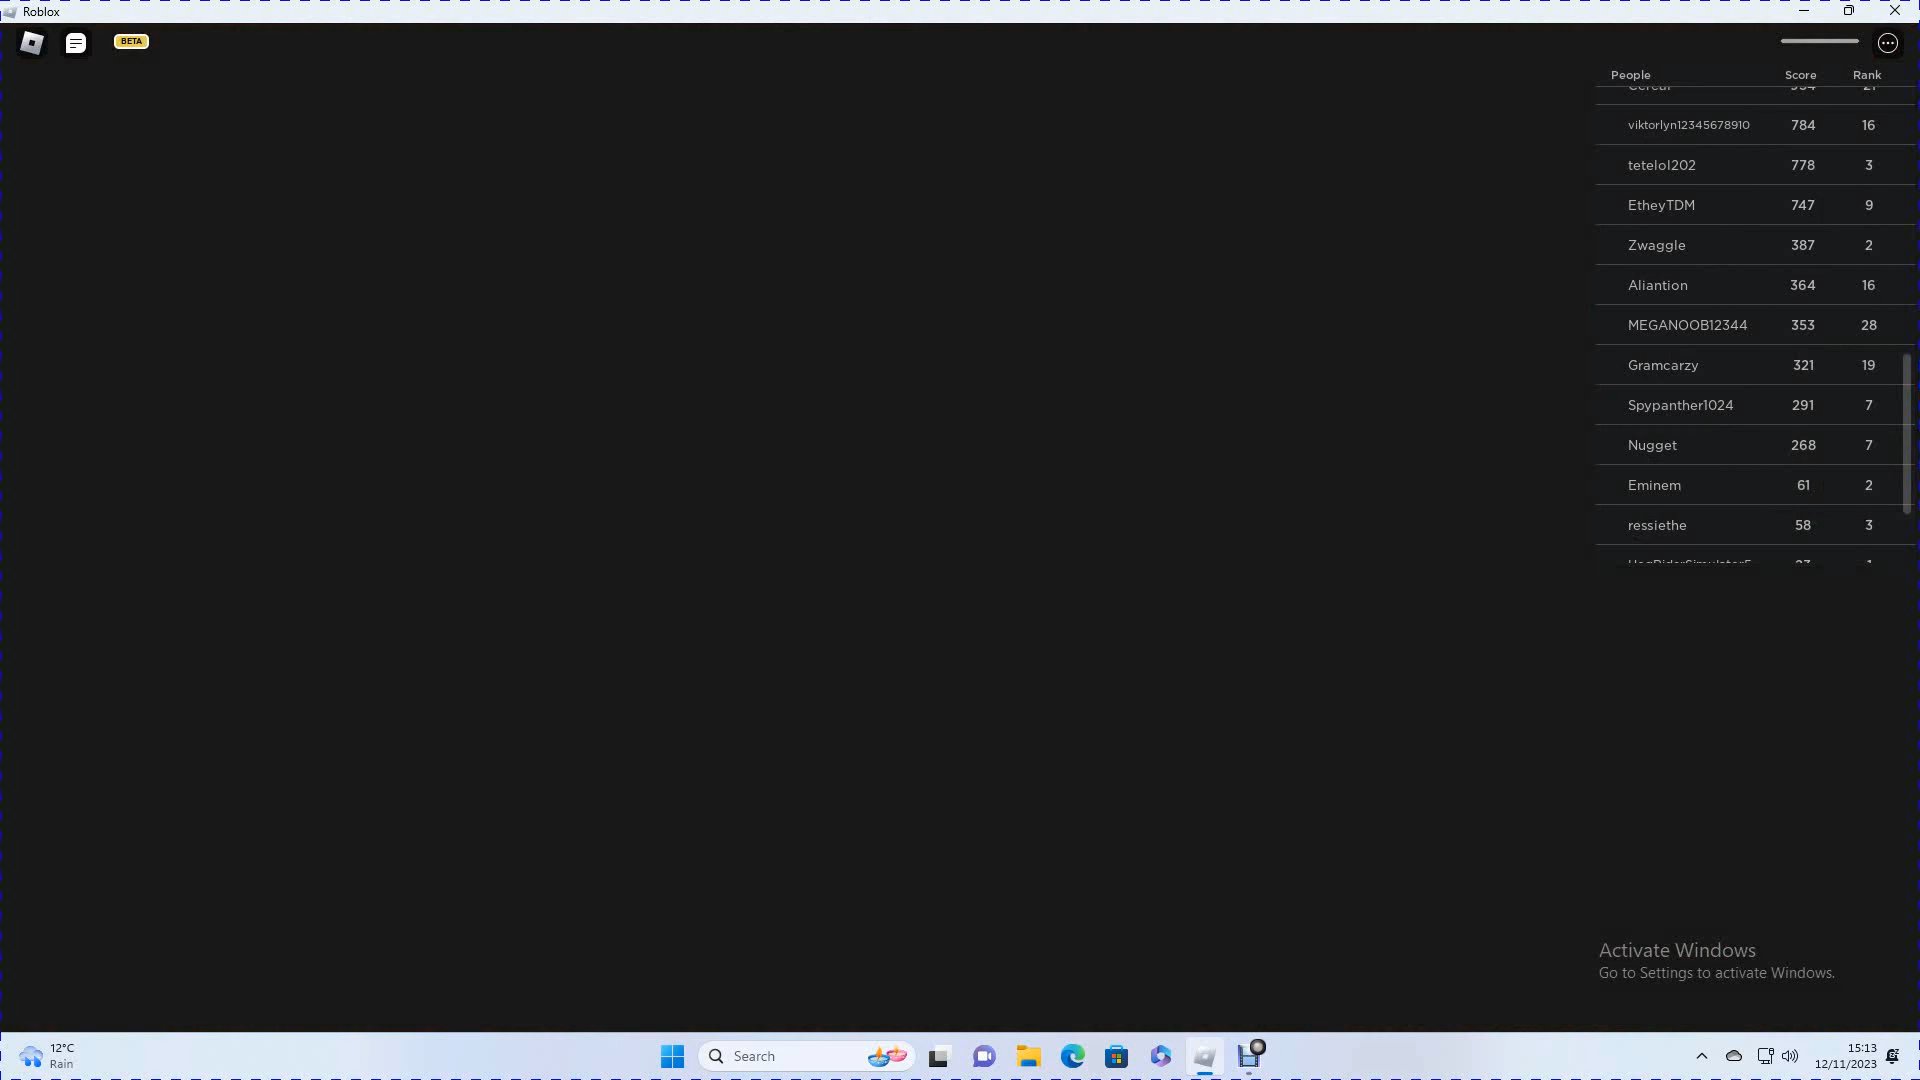 Roblox
BETA
People Score Rank
viktorlyn12345678910 784 16
tetelol202 778 3
EtheyTDM 747 9
Zwaggle 387 2
Aliantion 364 16
MEGANOOB12344 353 28
Gramcarzy 321 19
Spypanther1024 291 7
Nugget 268 7
Eminem 61 2
ressiethe 58 3
Activate Windows
Go to Settings to activate Windows.
12°C
Rain
Search
15:13
12/11/2023